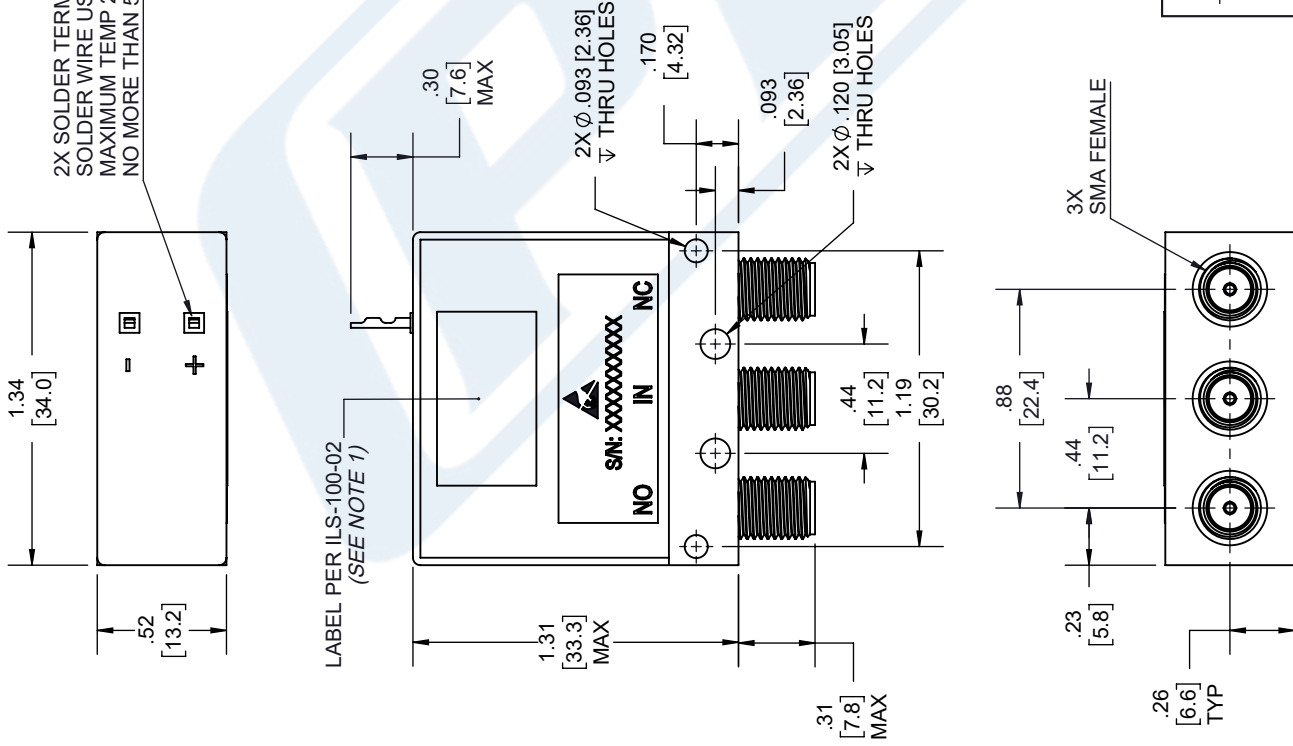 2X SOLDER TERM
SOLDER WIRE US
MAXIMUM TEMP 2
NO MORE THAN 5
1.34
[34.0]
-
+
.52
[13.2]
LABEL PER ILS-100-02
(SEE NOTE 1)
.30
[7.6]
MAX
2X Ø .093 [2.36]
↧ THRU HOLES
.170
[4.32]
.093
[2.36]
2X Ø .120 [3.05]
↧ THRU HOLES
S/N: XXXXXXXXX
NO IN NC
1.31
[33.3]
MAX
.31
[7.8]
MAX
.44
[11.2]
1.19
[30.2]
3X
SMA FEMALE
.88
[22.4]
.44
[11.2]
.23
[5.8]
.26
[6.6]
TYP